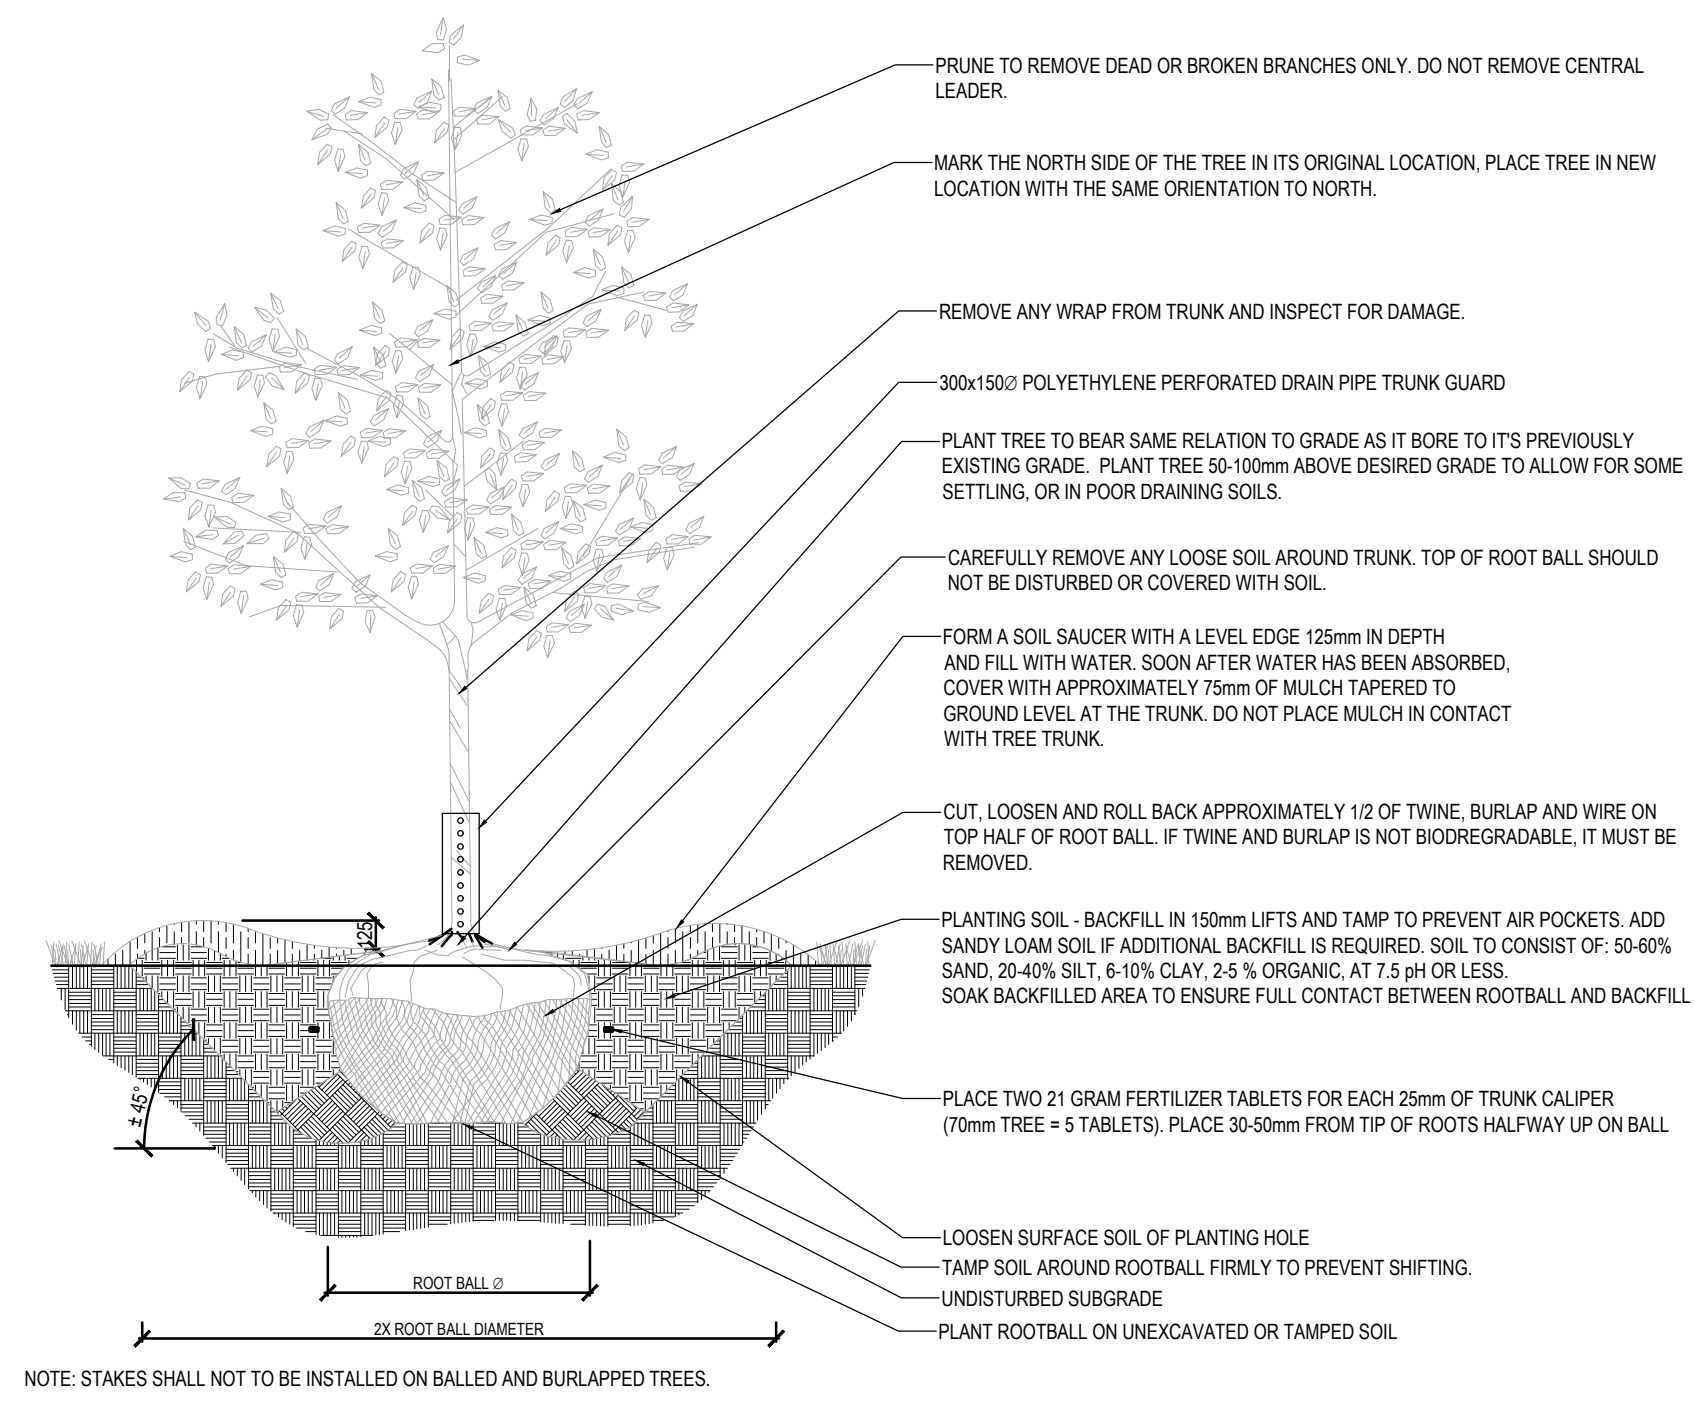 PRUNE TO REMOVE DEAD OR BROKEN BRANCHES ONLY. DO NOT REMOVE CENTRAL
LEADER.
MARK THE NORTH SIDE OF THE TREE IN ITS ORIGINAL LOCATION, PLACE TREE IN NEW
LOCATION WITH THE SAME ORIENTATION TO NORTH.
REMOVE ANY WRAP FROM TRUNK AND INSPECT FOR DAMAGE.
300x150∅ POLYETHYLENE PERFORATED DRAIN PIPE TRUNK GUARD
PLANT TREE TO BEAR SAME RELATION TO GRADE AS IT BORE TO IT'S PREVIOUSLY
EXISTING GRADE. PLANT TREE 50-100mm ABOVE DESIRED GRADE TO ALLOW FOR SOME
SETTLING, OR IN POOR DRAINING SOILS.
CAREFULLY REMOVE ANY LOOSE SOIL AROUND TRUNK. TOP OF ROOT BALL SHOULD
NOT BE DISTURBED OR COVERED WITH SOIL.
FORM A SOIL SAUCER WITH A LEVEL EDGE 125mm IN DEPTH
AND FILL WITH WATER. SOON AFTER WATER HAS BEEN ABSORBED,
COVER WITH APPROXIMATELY 75mm OF MULCH TAPERED TO
GROUND LEVEL AT THE TRUNK. DO NOT PLACE MULCH IN CONTACT
WITH TREE TRUNK.
CUT, LOOSEN AND ROLL BACK APPROXIMATELY 1/2 OF TWINE, BURLAP AND WIRE ON
TOP HALF OF ROOT BALL. IF TWINE AND BURLAP IS NOT BIODREGRADABLE, IT MUST BE
REMOVED.
PLANTING SOIL - BACKFILL IN 150mm LIFTS AND TAMP TO PREVENT AIR POCKETS. ADD
SANDY LOAM SOIL IF ADDITIONAL BACKFILL IS REQUIRED. SOIL TO CONSIST OF: 50-60%
SAND, 20-40% SILT, 6-10% CLAY, 2-5 % ORGANIC, AT 7.5 pH OR LESS.
SOAK BACKFILLED AREA TO ENSURE FULL CONTACT BETWEEN ROOTBALL AND BACKFILL
125
± 45°
PLACE TWO 21 GRAM FERTILIZER TABLETS FOR EACH 25mm OF TRUNK CALIPER
(70mm TREE = 5 TABLETS). PLACE 30-50mm FROM TIP OF ROOTS HALFWAY UP ON BALL
LOOSEN SURFACE SOIL OF PLANTING HOLE
TAMP SOIL AROUND ROOTBALL FIRMLY TO PREVENT SHIFTING.
UNDISTURBED SUBGRADE
PLANT ROOTBALL ON UNEXCAVATED OR TAMPED SOIL
ROOT BALL ∅
2X ROOT BALL DIAMETER
NOTE: STAKES SHALL NOT TO BE INSTALLED ON BALLED AND BURLAPPED TREES.